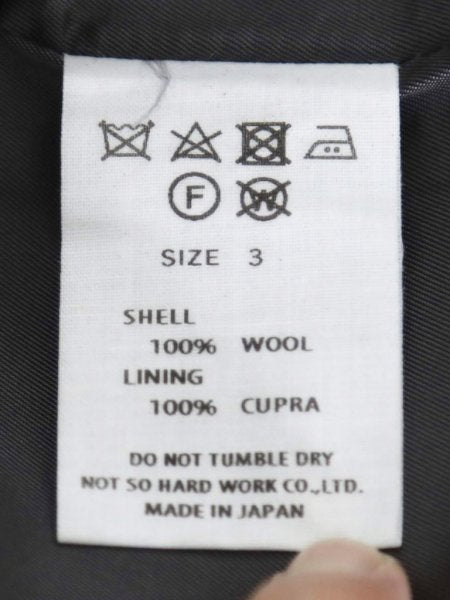 F W
SIZE 3
SHELL
100% WOOL
LINING
100% CUPRA
DO NOT TUMBLE DRY
NOT SO HARD WORK CO.,LTD.
MADE IN JAPAN